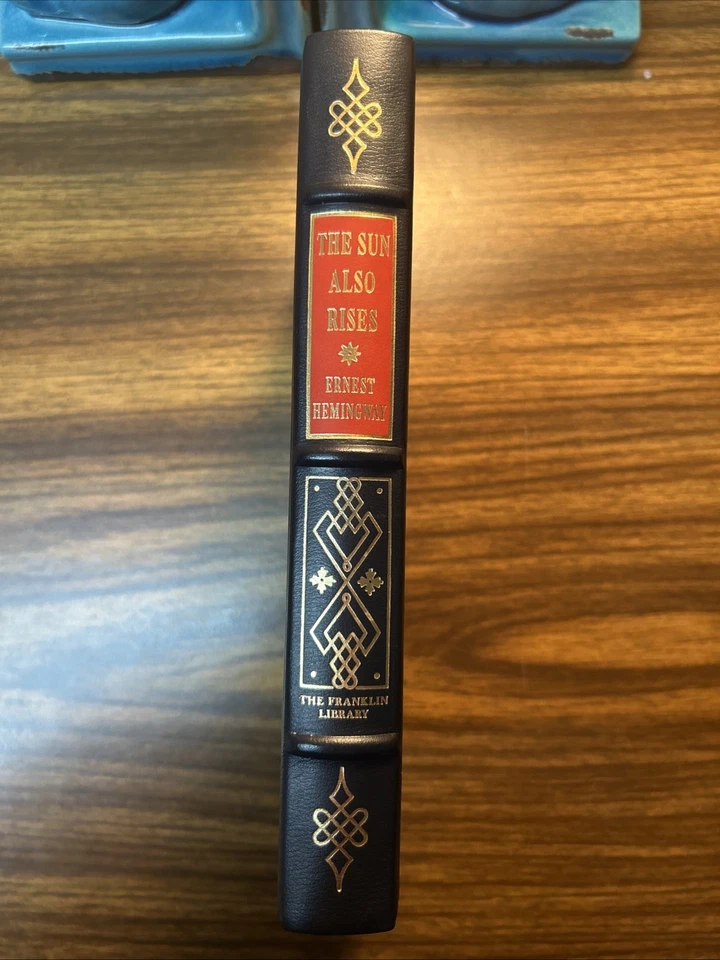 THE SUN
ALSO
RISES
ERNEST
HEMINGWAY
THE FRANKLIN
LIBRARY